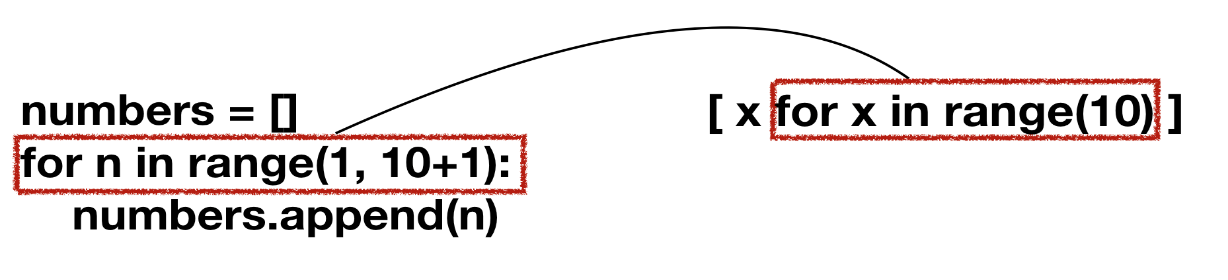 numbers = []
for n in range(1, 10+1):
numbers.append(n)
[ x for x in range(10) ]